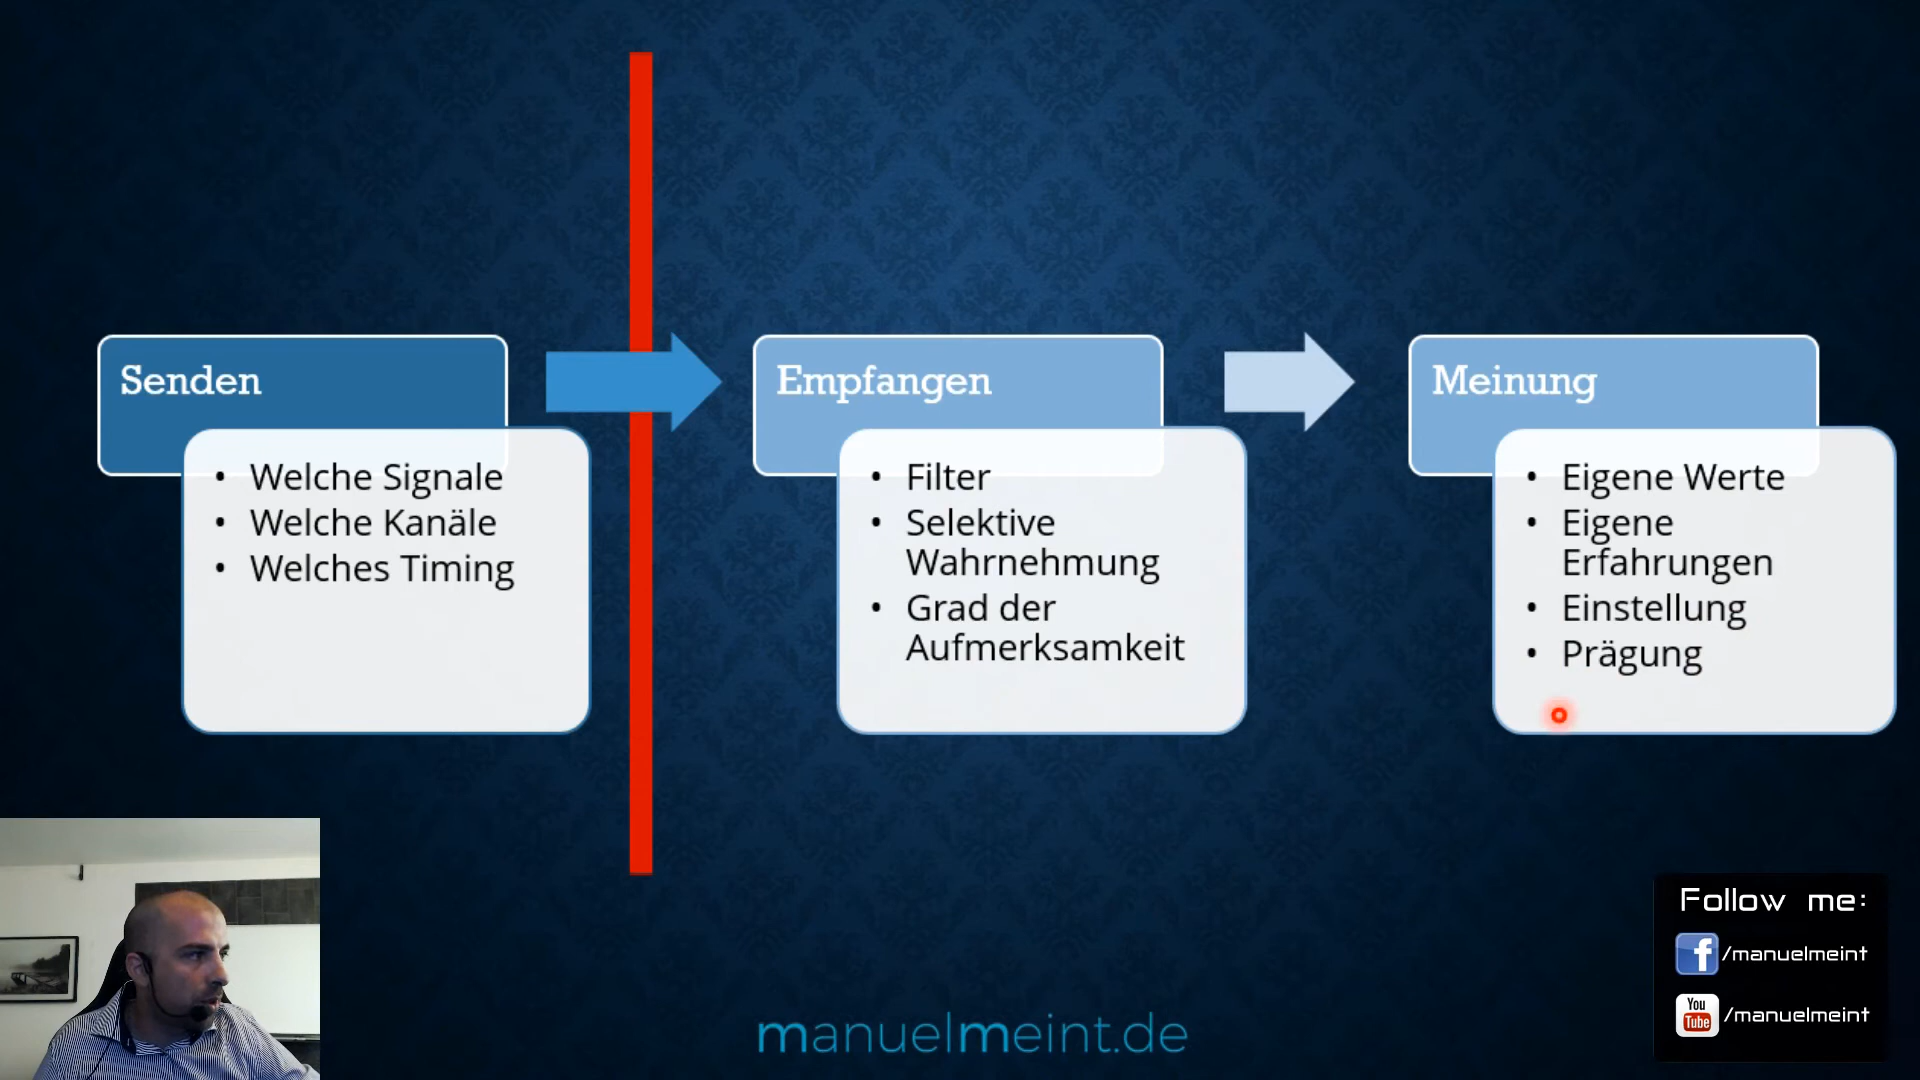 Senden
• Welche Signale
• Welche Kanäle
• Welches Timing
Empfangen
• Filter
• Selektive
Wahrnehmung
• Grad der
Aufmerksamkeit
Meinung
• Eigene Werte
• Eigene
Erfahrungen
• Einstellung
• Prägung
manuelmeint.de
Follow me:
f /manuelmeint
You Tube /manuelmeint